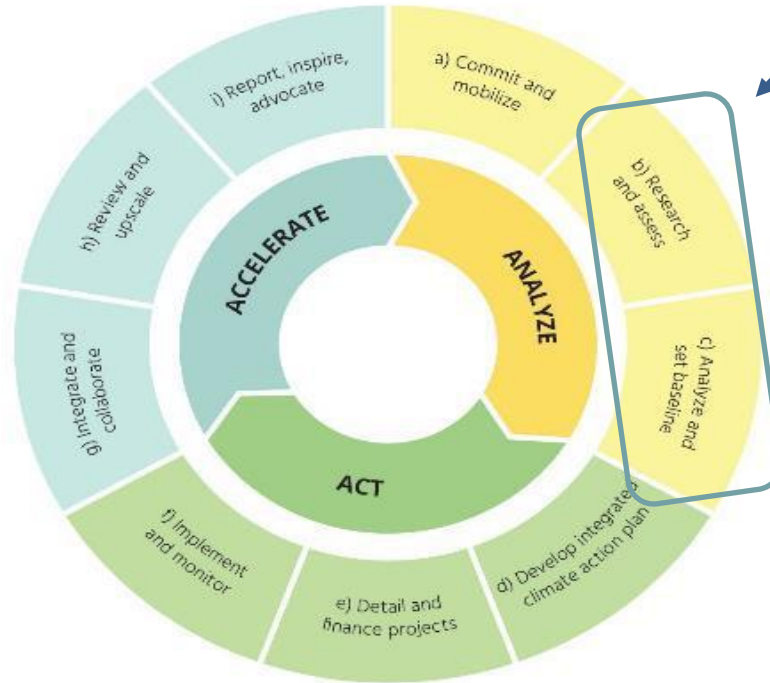 a) Commit and
mobilize
b) Research
and assess
c) Analyze and
set baseline
d) Develop integrated
climate action plan
e) Detail and
finance projects
f) Implement
and monitor
g) Integrate and
collaborate
h) Review and
upscale
i) Report, inspire,
advocate
ANALYZE
ACT
ACCELERATE